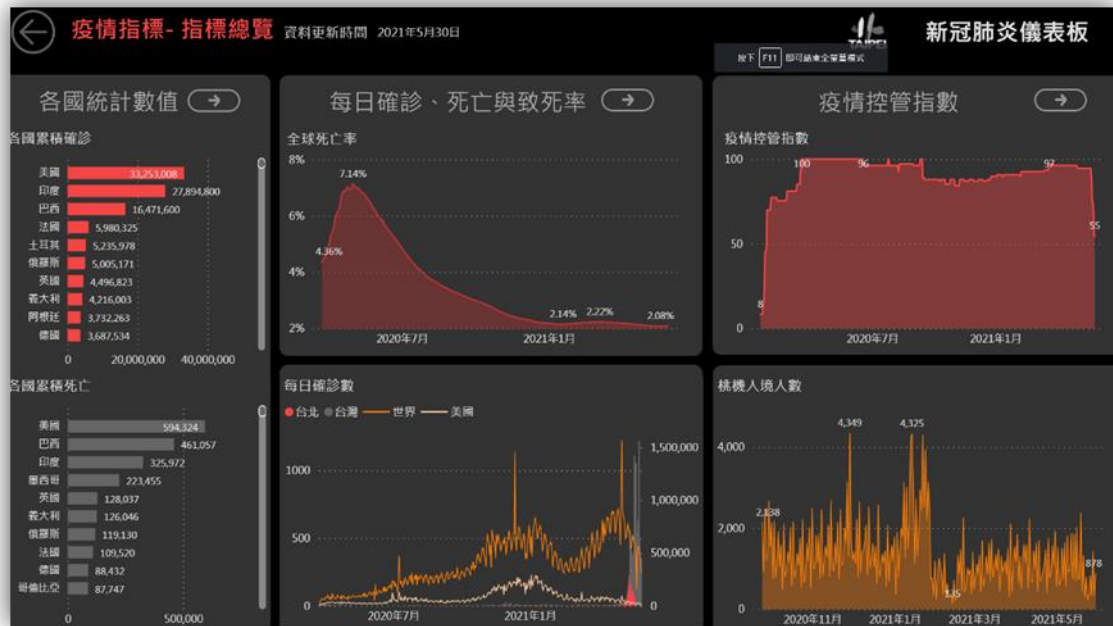 疫情指標- 指標總覽 資料更新時間 2021年5月30日
TAIPEI
新冠肺炎儀表板
按下 F11 即可結束全螢幕模式
各國統計數值
各國累積確診
美國 33,253,008
印度 27,894,800
巴西 16,471,600
法國 5,980,325
土耳其 5,235,978
俄羅斯 5,005,171
英國 4,496,823
義大利 4,216,003
阿根廷 3,732,263
德國 3,687,534
0 20,000,000 40,000,000
各國累積死亡
美國 594,324
巴西 461,057
印度 325,972
墨西哥 223,455
英國 128,037
義大利 126,046
俄羅斯 119,130
法國 109,520
德國 88,432
哥倫比亞 87,747
0 500,000
每日確診、死亡與致死率
全球死亡率
8%
7.14%
6%
4.36%
4%
2.14% 2.22% 2.08%
2%
2020年7月 2021年1月
每日確診數
台北 台灣 世界 美國
1,500,000
1000
1,000,000
500
500,000
0 0
2020年7月 2021年1月
疫情控管指數
疫情控管指數
100
100 96 97
55
50
8
0
2020年7月 2021年1月
桃機入境人數
4,349 4,325
4,000
2,138
2,000
878
135
0
2020年11月 2021年1月 2021年3月 2021年5月